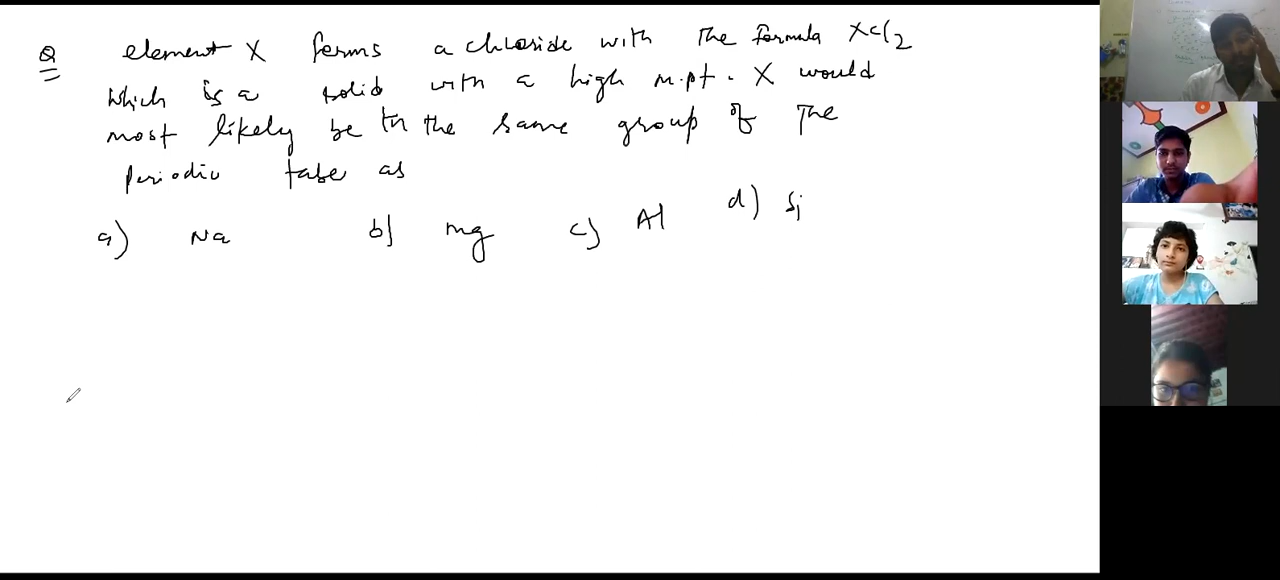 Q element X forms a chloride with the formula XCl2
which is a solid with a high m.pt. X would
most likely be in the same group of the
periodic tabe as
a) Na b) mg c) Al d) Si